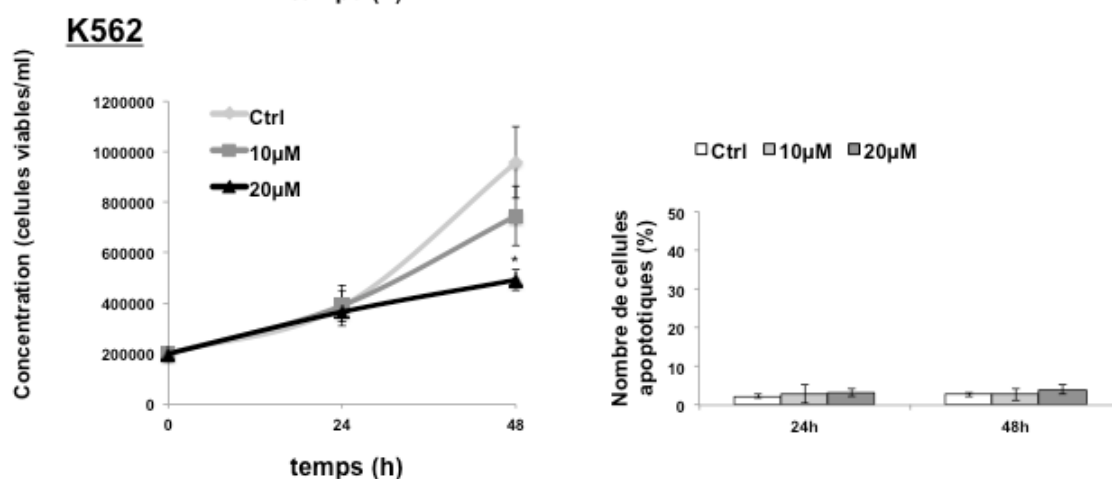 K562
Concentration (celules viables/ml)
1200000
1000000
800000
600000
400000
200000
0
Ctrl
10µM
20µM
*
0 24 48
temps (h)
Ctrl 10µM 20µM
Nombre de cellules
apoptotiques (%)
50
40
30
20
10
0
24h 48h